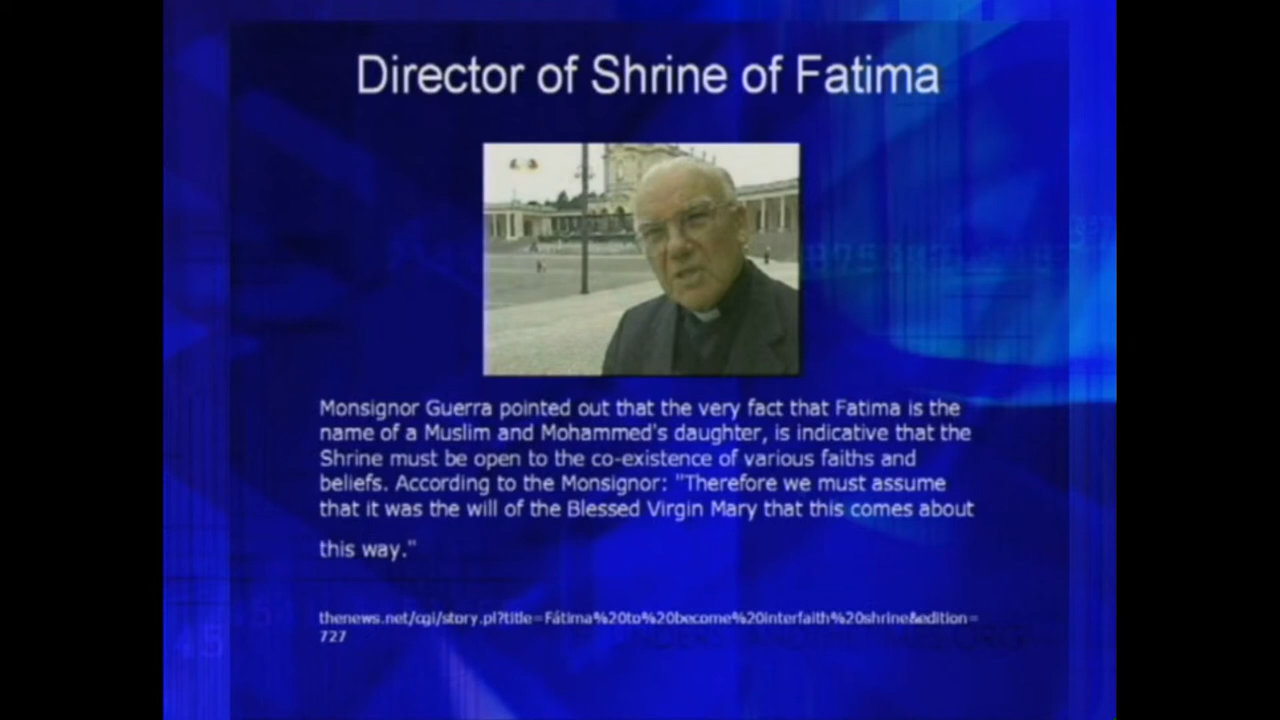 Director of Shrine of Fatima
Monsignor Guerra pointed out that the very fact that Fatima is the
name of a Muslim and Mohammed's daughter, is indicative that the
Shrine must be open to the co-existence of various faiths and
beliefs. According to the Monsignor: "Therefore we must assume
that it was the will of the Blessed Virgin Mary that this comes about
this way."
thenews.net/cgi/story.pl?title=Fátima%20to%20become%20interfaith%20shrine&edition=
727